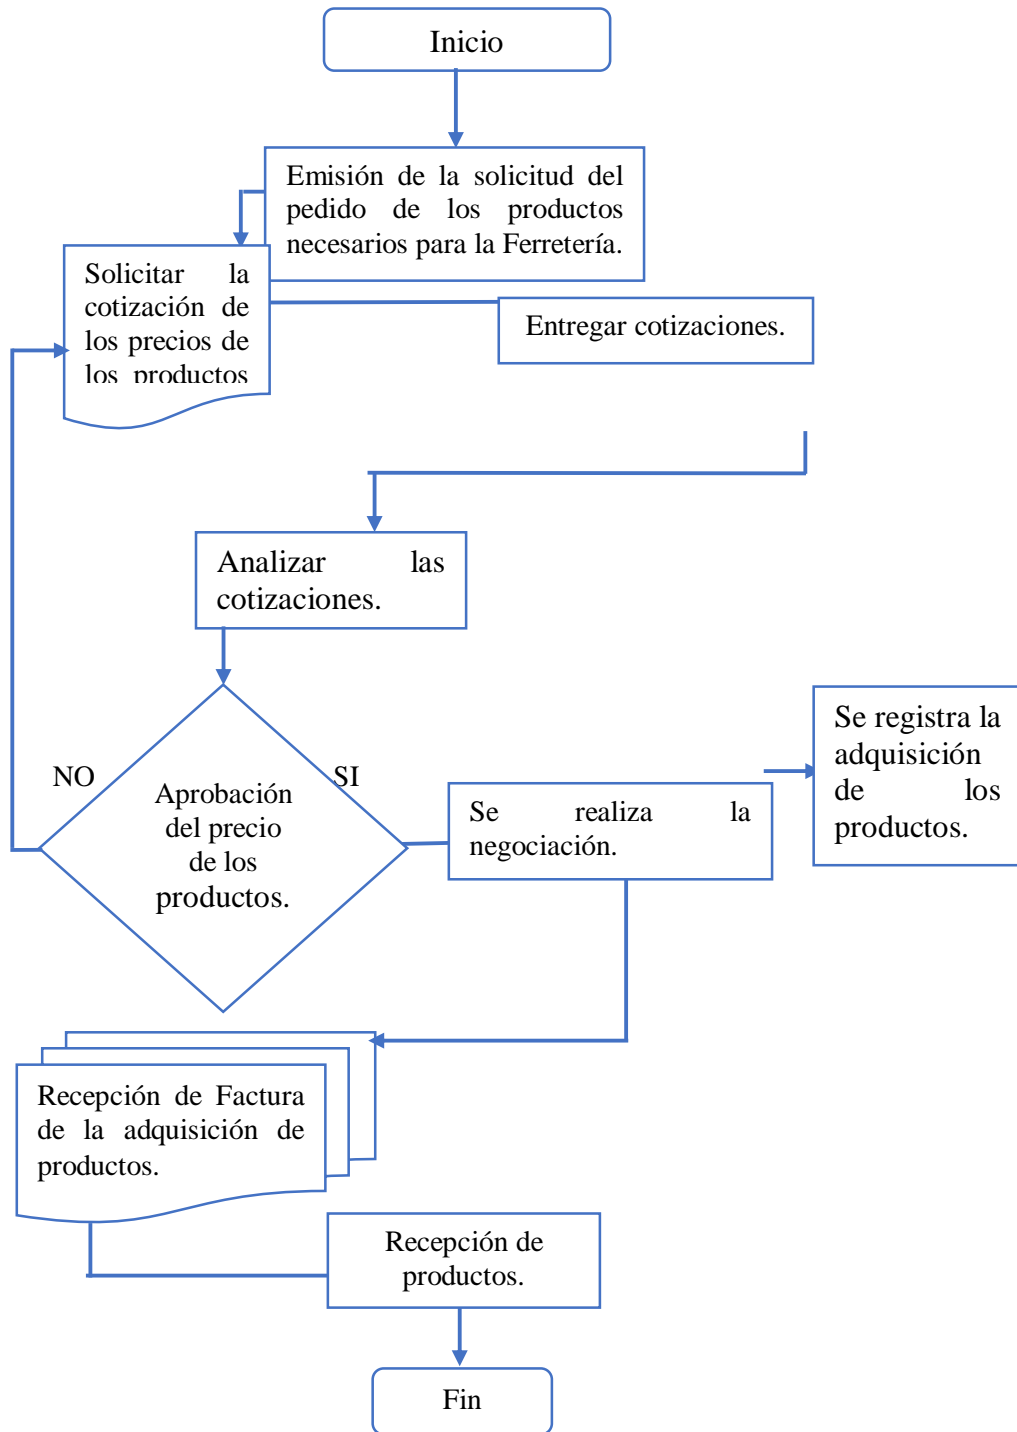 Inicio
Emisión de la solicitud del
pedido de los productos
necesarios para la Ferretería.
Solicitar la
cotización de
los precios de
los productos
Entregar cotizaciones.
Analizar las
cotizaciones.
NO
SI
Aprobación
del precio
de los
productos.
Se realiza la
negociación.
Se registra la
adquisición
de los
productos.
Recepción de Factura
de la adquisición de
productos.
Recepción de
productos.
Fin